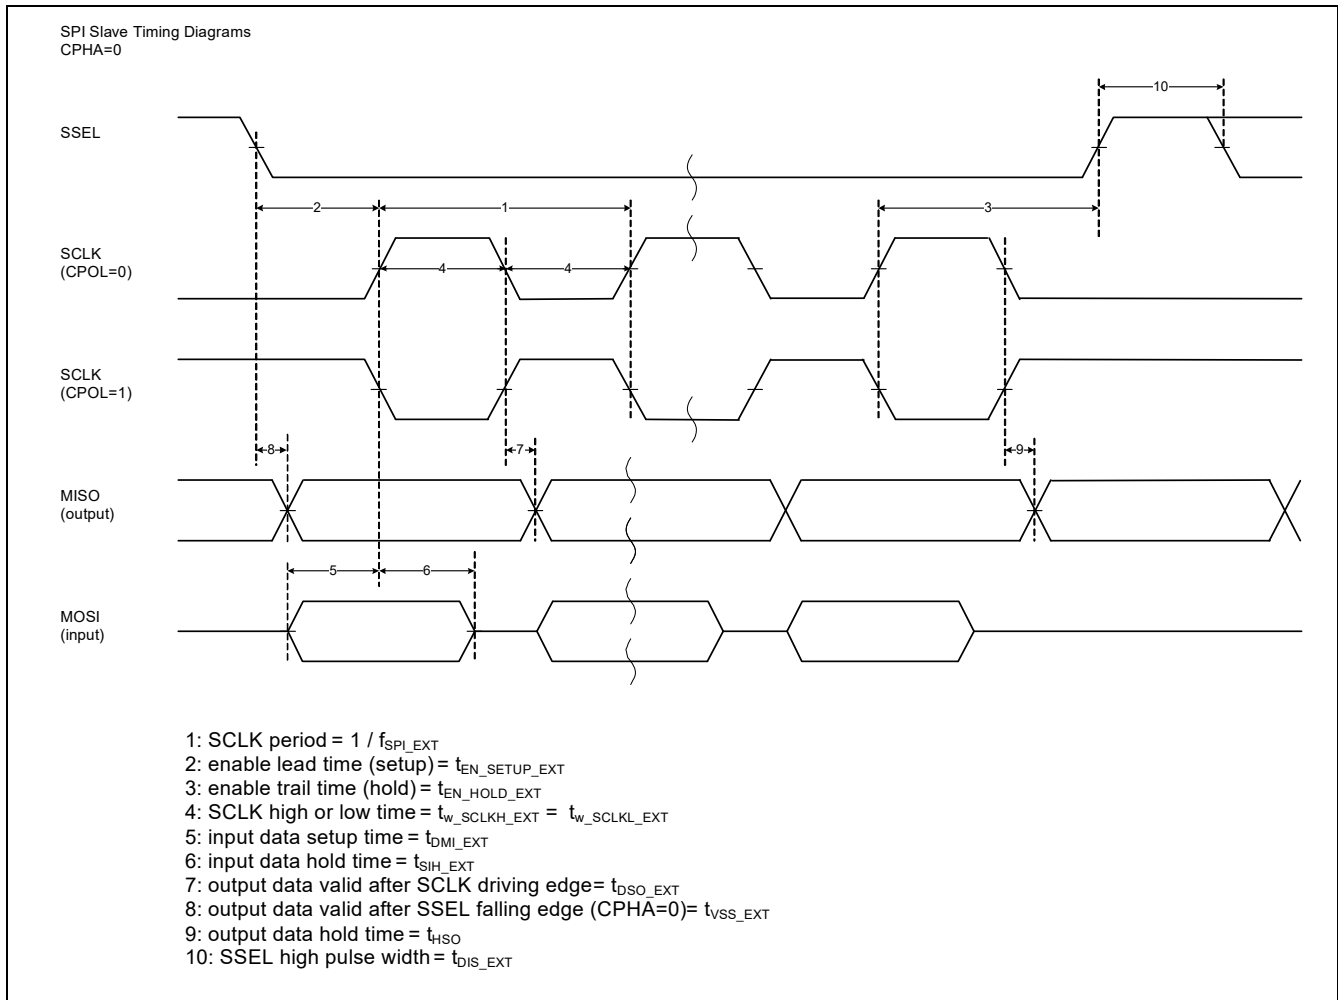 SPI Slave Timing Diagrams
CPHA=0
10
SSEL
2
1
3
SCLK
(CPOL=0)
4
4
SCLK
(CPOL=1)
8
7
9
MISO
(output)
5
6
MOSI
(input)
1: SCLK period = 1 / fSPI_EXT
2: enable lead time (setup) = tEN_SETUP_EXT
3: enable trail time (hold) = tEN_HOLD_EXT
4: SCLK high or low time = tw_SCLKH_EXT = tw_SCLKL_EXT
5: input data setup time = tDMI_EXT
6: input data hold time = tSIH_EXT
7: output data valid after SCLK driving edge= tDSO_EXT
8: output data valid after SSEL falling edge (CPHA=0)= tVSS_EXT
9: output data hold time = tHSO
10: SSEL high pulse width = tDIS_EXT